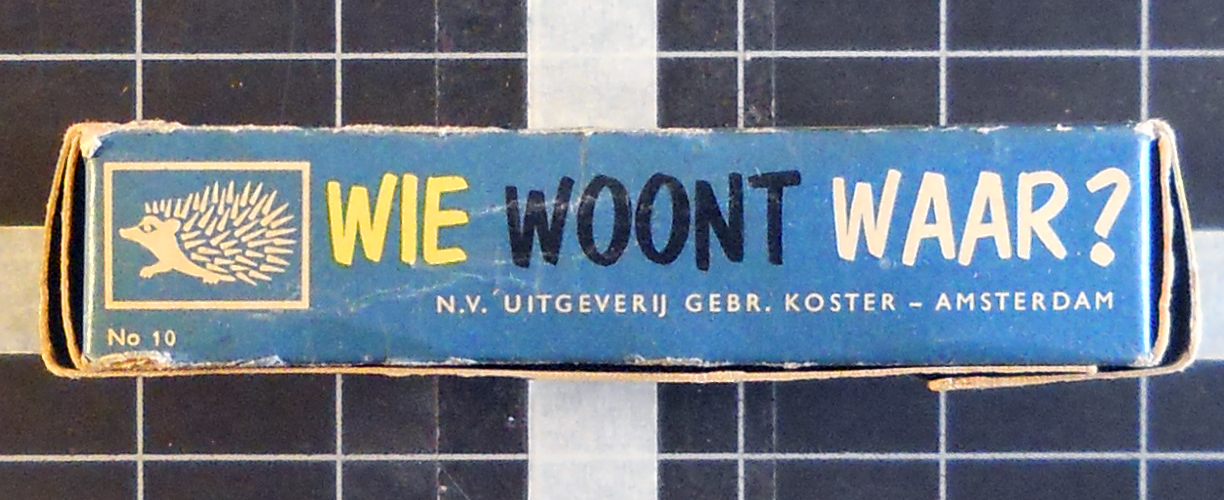 WIE WOONT WAAR?
N.V. UITGEVERIJ GEBR. KOSTER – AMSTERDAM
No 10